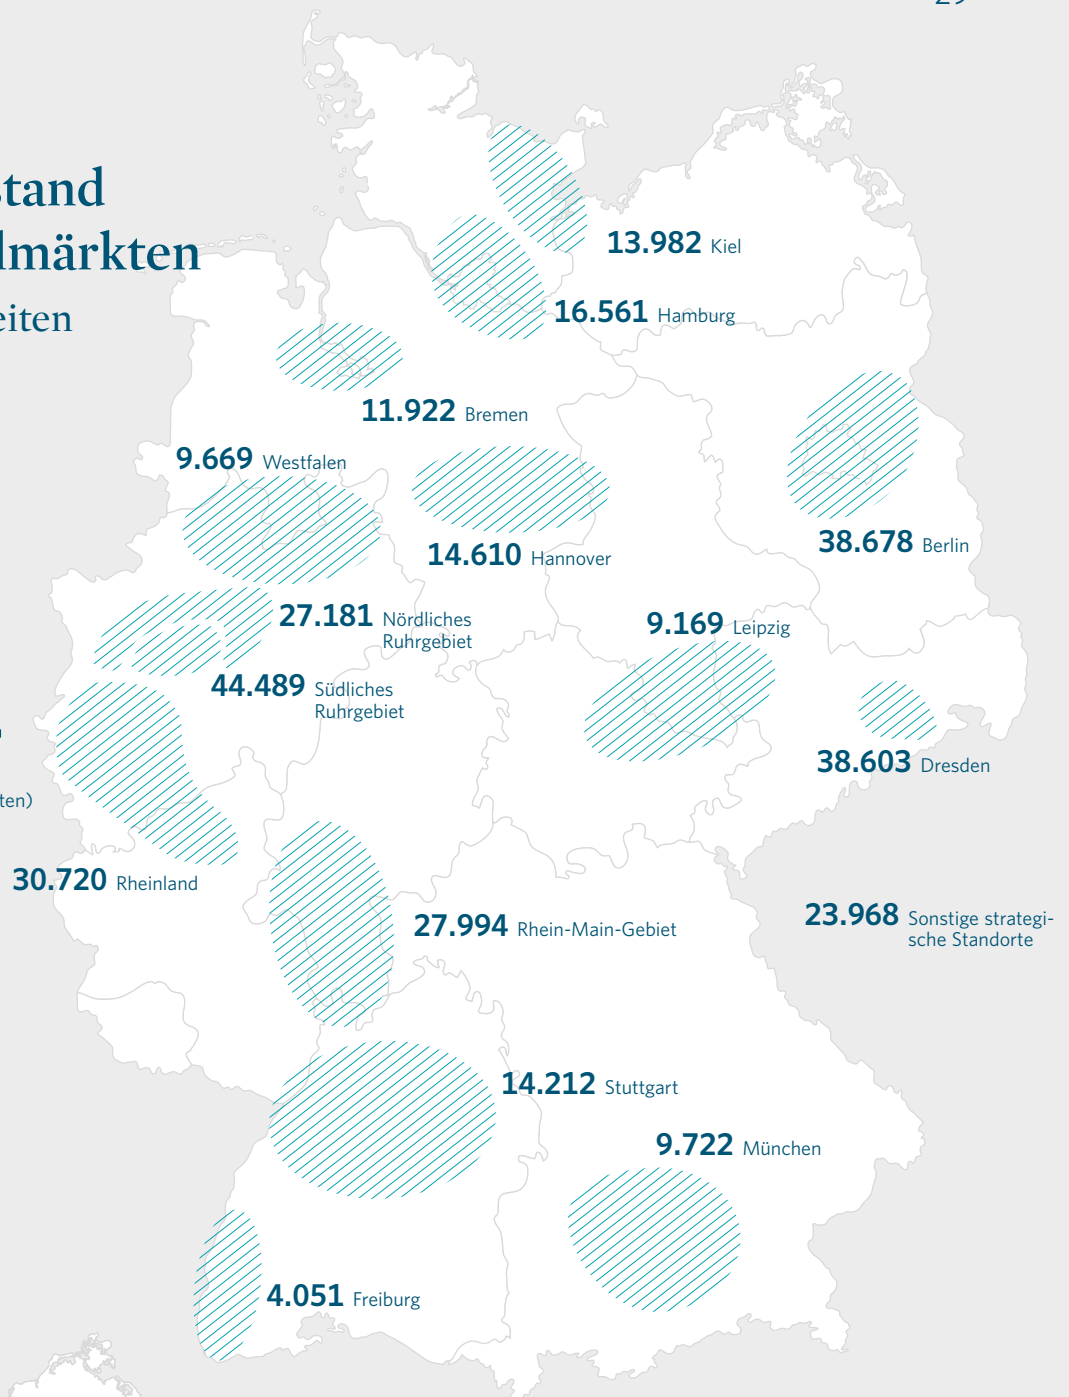 stand
lmärkten
eiten
13.982 Kiel
16.561 Hamburg
11.922 Bremen
9.669 Westfalen
14.610 Hannover
38.678 Berlin
27.181 Nördliches
Ruhrgebiet
9.169 Leipzig
44.489 Südliches
Ruhrgebiet
38.603 Dresden
ten)
30.720 Rheinland
27.994 Rhein-Main-Gebiet
23.968 Sonstige strategi-
sche Standorte
14.212 Stuttgart
9.722 München
4.051 Freiburg